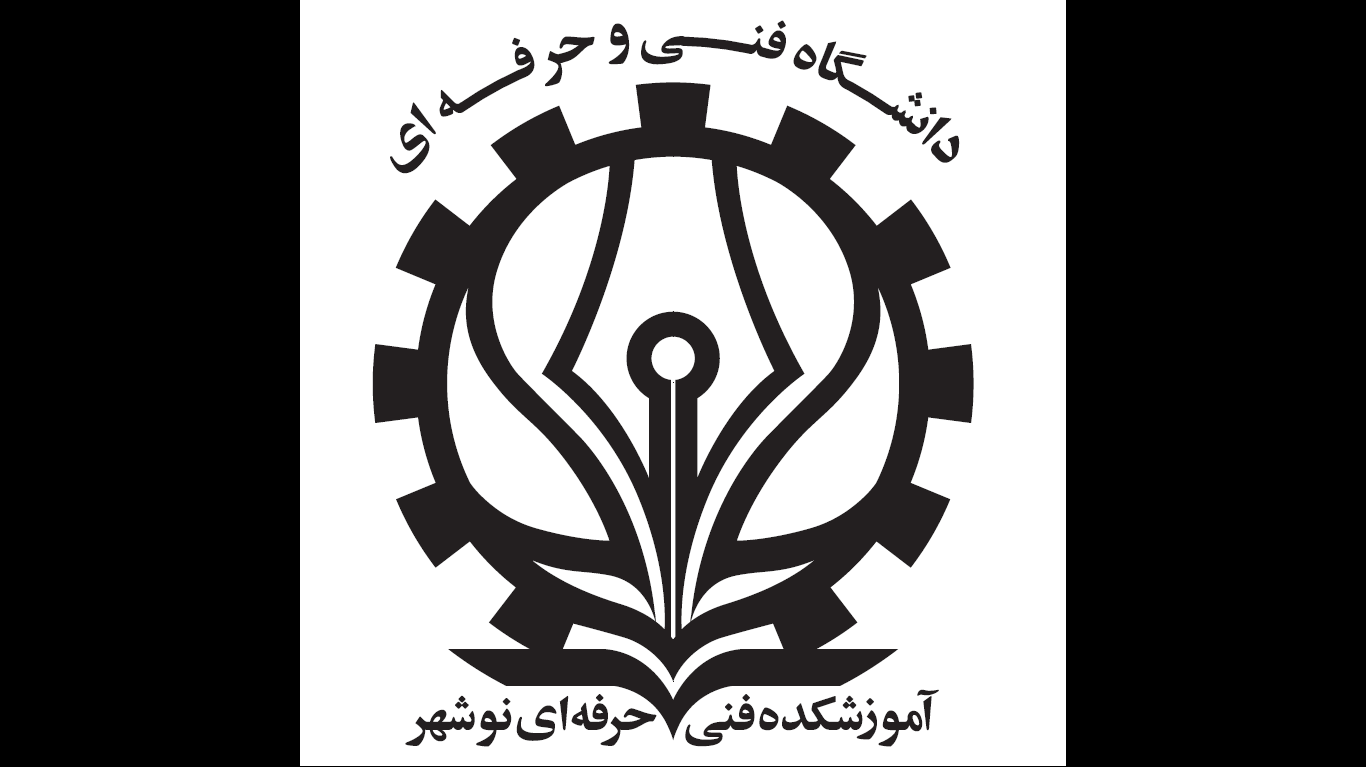 دانشگاه فنی و حرفه ای
آموزشکده فنی حرفه ای نوشهر